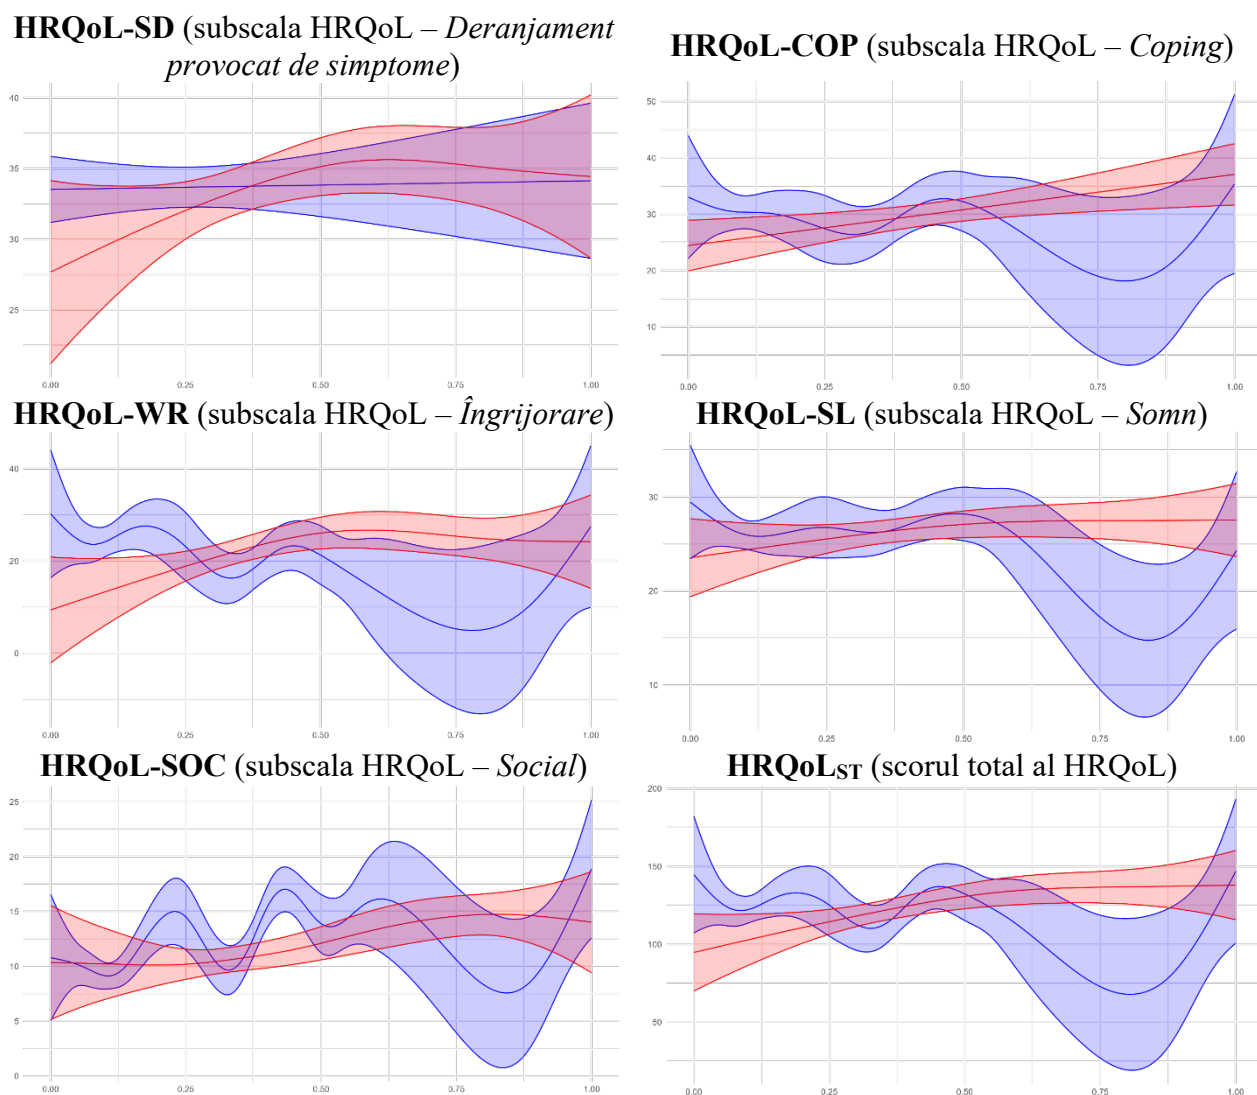 HRQoL-SD (subscala HRQoL – Deranjament
provocat de simptome)
40
35
30
25
0.00 0.25 0.50 0.75 1.00
HRQoL-COP (subscala HRQoL – Coping)
50
40
30
20
10
0.00 0.25 0.50 0.75 1.00
HRQoL-WR (subscala HRQoL – Îngrijorare)
40
20
0
0.00 0.25 0.50 0.75 1.00
HRQoL-SL (subscala HRQoL – Somn)
30
20
10
0.00 0.25 0.50 0.75 1.00
HRQoL-SOC (subscala HRQoL – Social)
25
20
15
10
5
0
0.00 0.25 0.50 0.75 1.00
HRQoLST (scorul total al HRQoL)
200
150
100
50
0.00 0.25 0.50 0.75 1.00